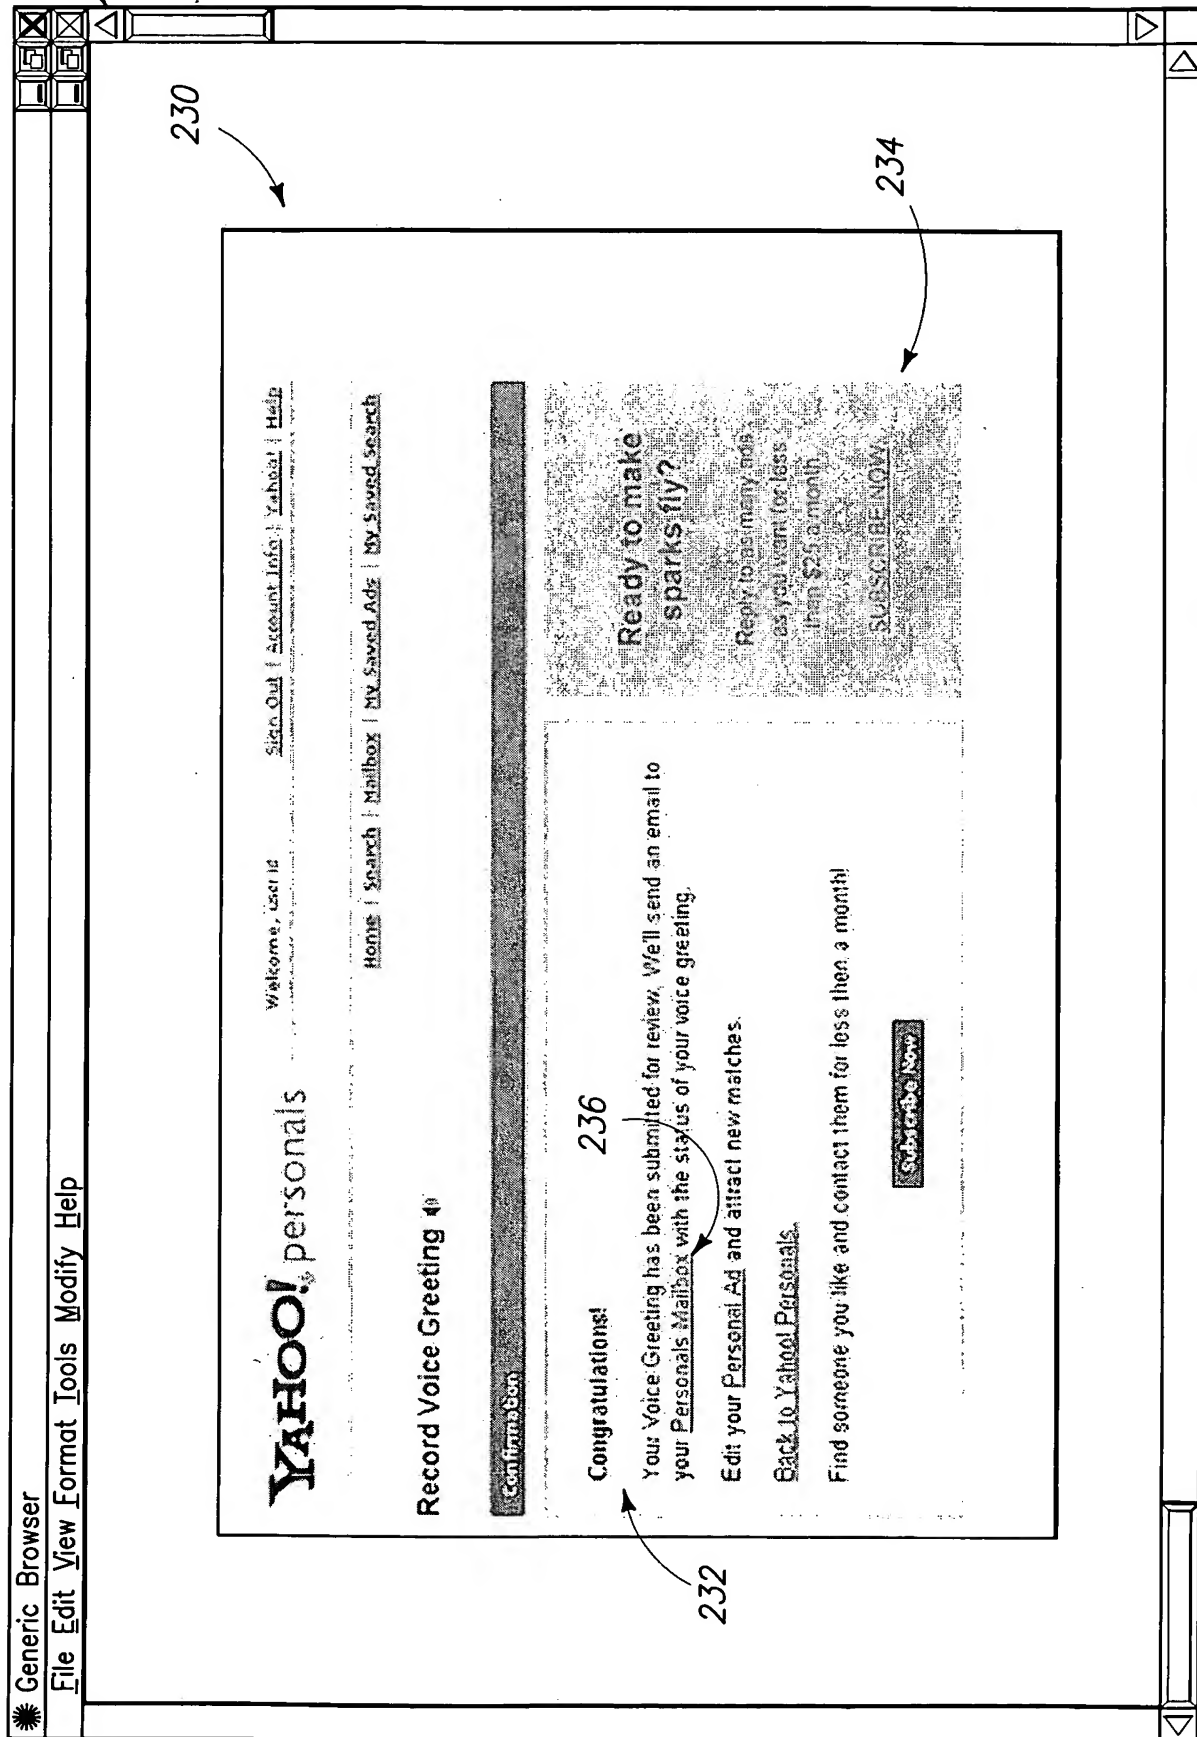 Generic Browser
File Edit View Format Tools Modify Help
230
YAHOO! personals
Welcome, user id
Sign Out | Account Info | Yahoo! | Help
Home | Search | Mailbox | My Saved Ads | My Saved Search
Record Voice Greeting
Confirmation
Congratulations!
232
236
Your Voice Greeting has been submitted for review. We'll send an email to
your Personals Mailbox with the status of your voice greeting.
Edit your Personal Ad and attract new matches.
Back to Yahoo! Personals.
Find someone you like and contact them for less then a month!
Subscribe Now
Ready to make
sparks fly?
Reply to as many ads
as you want for less
than $25 a month.
SUBSCRIBE NOW.
234